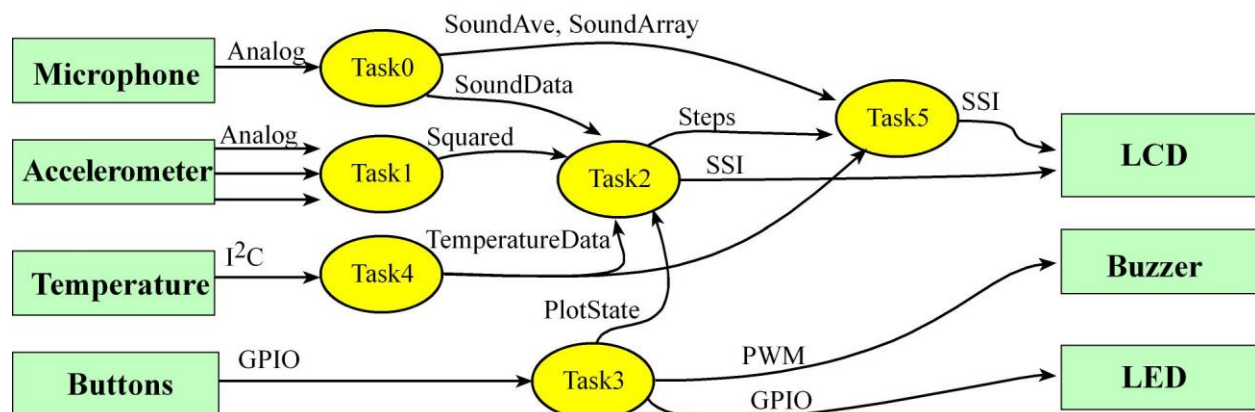 SoundAve, SoundArray
Microphone
Analog
Task0
SoundData
Task5
SSI
Steps
Analog
Squared
Accelerometer
Task1
Task2
SSI
LCD
TemperatureData
I²C
Temperature
Task4
Buzzer
PlotState
GPIO
PWM
Buttons
Task3
GPIO
LED